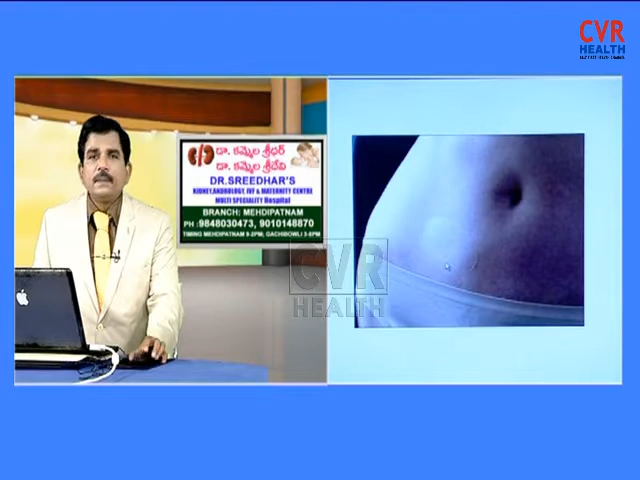 CVR
HEALTH
డా. కమ్మెల శ్రీధర్
డా. కమ్మెల శ్రీదేవి
DR.SREEDHAR'S
KIDNEY,ANDROLOGY, IVF & MATERNITY CENTRE
MULTI SPECIALITY Hospital
BRANCH: MEHDIPATNAM
PH :9848030473, 9010148870
TIMING MEHDIPATNAM 9-2PM, GACHIBOWLI 3-8PM
CVR
HEALTH